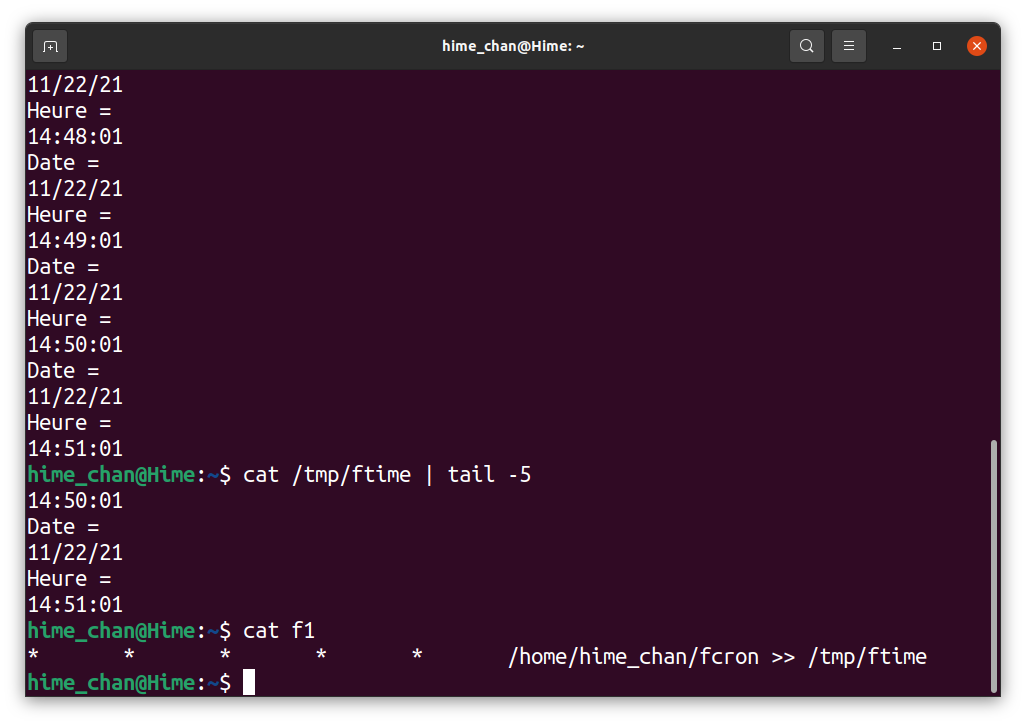 hime_chan@Hime: ~
11/22/21
Heure =
14:48:01
Date =
11/22/21
Heure =
14:49:01
Date =
11/22/21
Heure =
14:50:01
Date =
11/22/21
Heure =
14:51:01
hime_chan@Hime:~$ cat /tmp/ftime | tail -5
14:50:01
Date =
11/22/21
Heure =
14:51:01
hime_chan@Hime:~$ cat f1
*       *       *       *       *       /home/hime_chan/fcron >> /tmp/ftime
hime_chan@Hime:~$